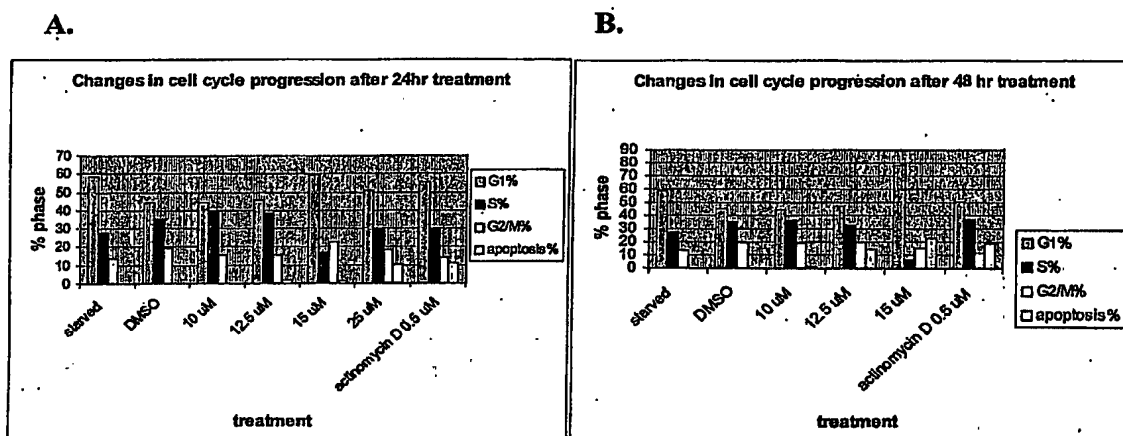 A.
Changes in cell cycle progression after 24hr treatment
70
60
50
40
30
20
10
0
% phase
starved
DMSO
10 uM
12.5 uM
15 uM
25 uM
actinomycin D 0.5 uM
treatment
G1%
S%
G2/M%
apoptosis%
B.
Changes in cell cycle progression after 48 hr treatment
90
80
70
60
50
40
30
20
10
0
% phase
starved
DMSO
10 uM
12.5 uM
15 uM
actinomycin D 0.5 uM
treatment
G1%
S%
G2/M%
apoptosis%